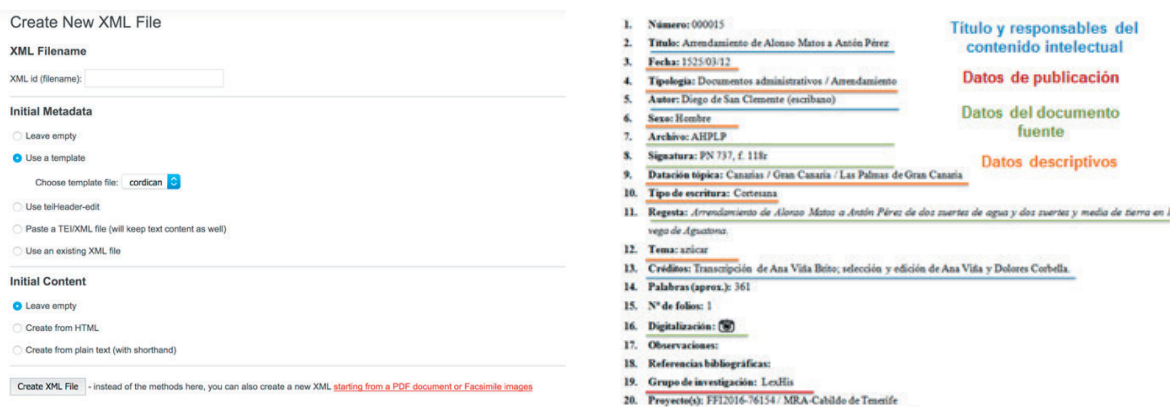 Create New XML File
XML Filename
XML id (filename):
Initial Metadata
Leave empty
Use a template
Choose template file: cordican
Use teiHeader-edit
Paste a TEI/XML file (will keep text content as well)
Use an existing XML file
Initial Content
Leave empty
Create from HTML
Create from plain text (with shorthand)
Create XML File - instead of the methods here, you can also create a new XML starting from a PDF document or Facsimile images
1. Número: 000015
2. Título: Arrendamiento de Alonso Matos a Antón Pérez
3. Fecha: 1525/03/12
4. Tipología: Documentos administrativos / Arrendamiento
5. Autor: Diego de San Clemente (escribano)
6. Sexo: Hombre
7. Archivo: AHPLP
8. Signatura: PN 737, f. 118r
9. Datación tópica: Canarias / Gran Canaria / Las Palmas de Gran Canaria
10. Tipo de escritura: Cortesana
11. Regesta: Arrendamiento de Alonso Matos a Antón Pérez de dos suertes de agua y dos suertes y media de tierra en l
vega de Aguatona.
12. Tema: azúcar
13. Créditos: Transcripción de Ana Viña Brito; selección y edición de Ana Viña y Dolores Corbella.
14. Palabras (aprox.): 361
15. Nº de folios: 1
16. Digitalización:
17. Observaciones:
18. Referencias bibliográficas:
19. Grupo de investigación: LexHis
20. Proyecto(s): FFI2016-76154 / MRA-Cabildo de Tenerife
Título y responsables del
contenido intelectual
Datos de publicación
Datos del documento
fuente
Datos descriptivos